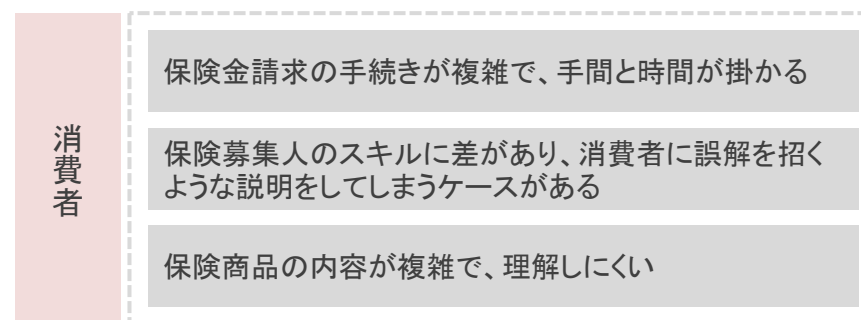 消費者
保険金請求の手続きが複雑で、手間と時間が掛かる
保険募集人のスキルに差があり、消費者に誤解を招く
ような説明をしてしまうケースがある
保険商品の内容が複雑で、理解しにくい